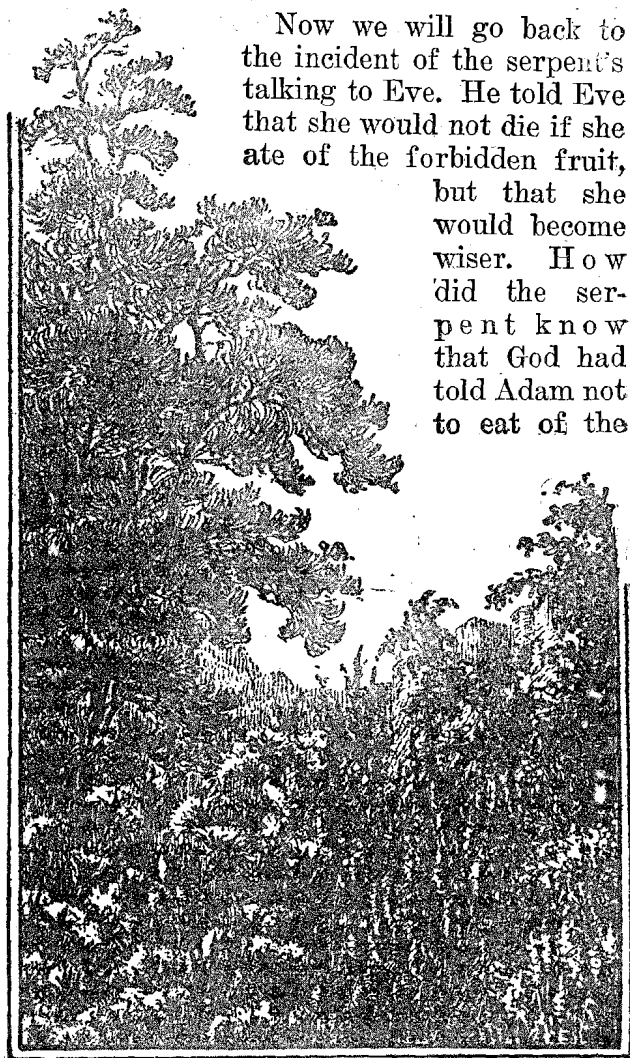 Now we will go back to
the incident of the serpent's
talking to Eve. He told Eve
that she would not die if she
ate of the forbidden fruit,
but that she
would become
wiser. How
did the ser-
pent know
that God had
told Adam not
to eat of the